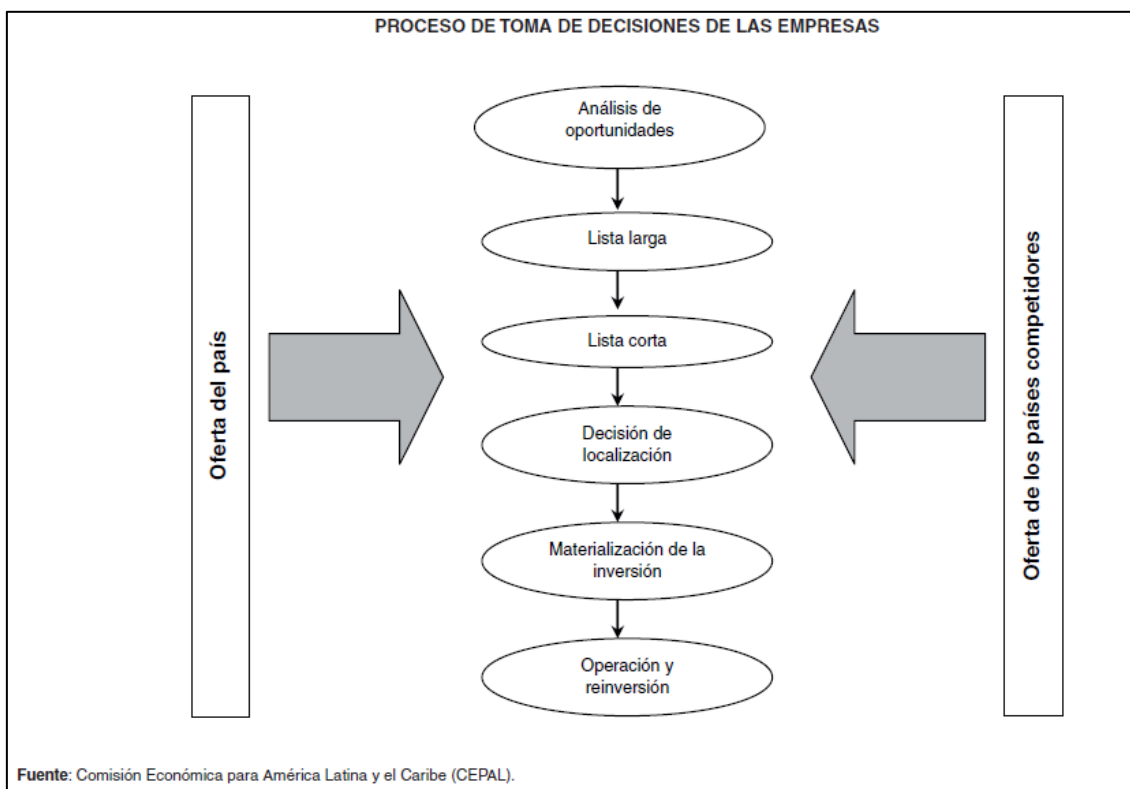 PROCESO DE TOMA DE DECISIONES DE LAS EMPRESAS
Oferta del país
Análisis de
oportunidades
Lista larga
Lista corta
Decisión de
localización
Materialización de la
inversión
Operación y
reinversión
Oferta de los países competidores
Fuente: Comisión Económica para América Latina y el Caribe (CEPAL).